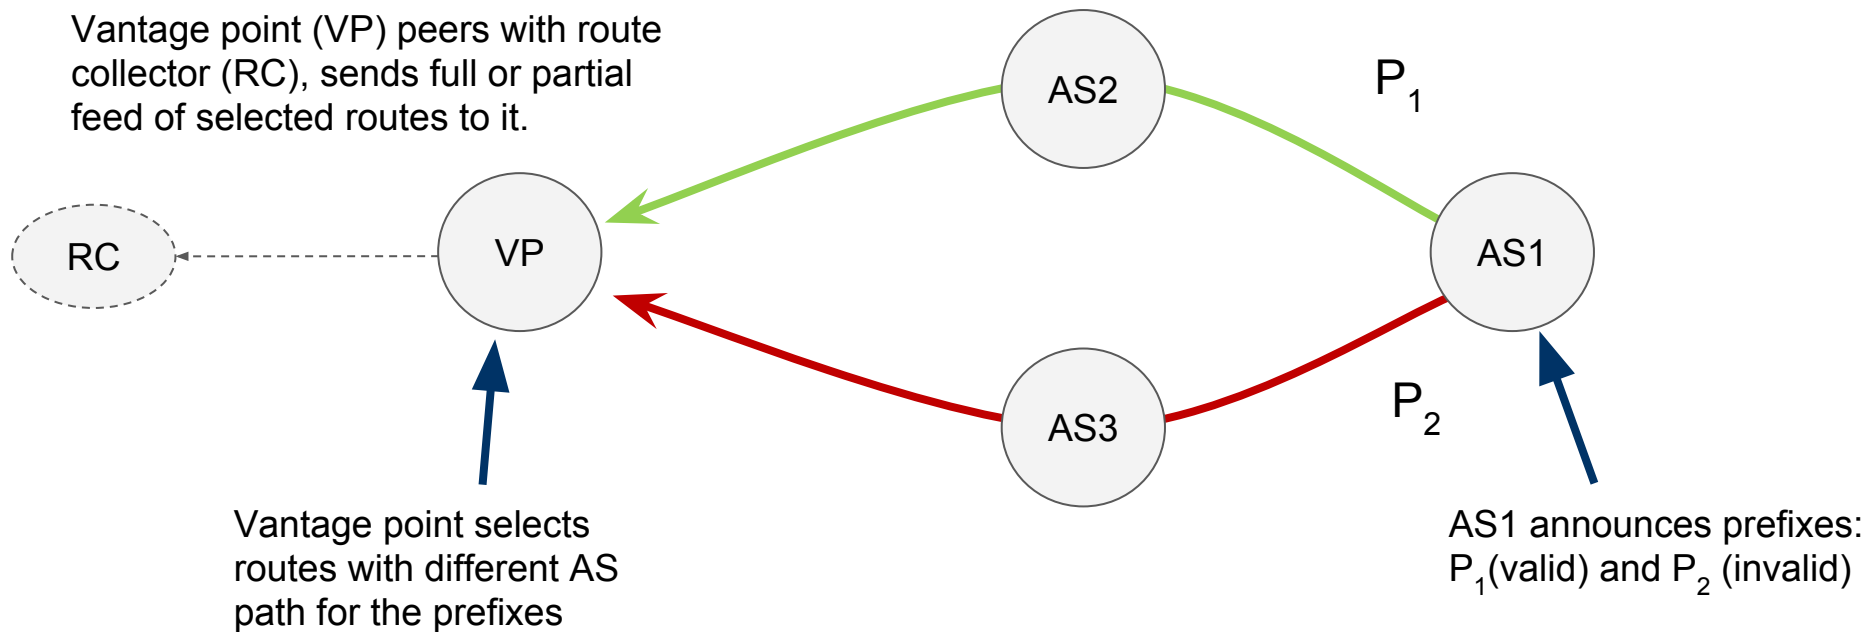 Vantage point (VP) peers with route
collector (RC), sends full or partial
feed of selected routes to it.
AS2
P1
RC
VP
AS1
AS3
P2
Vantage point selects
routes with different AS
path for the prefixes
AS1 announces prefixes:
P1(valid) and P2 (invalid)